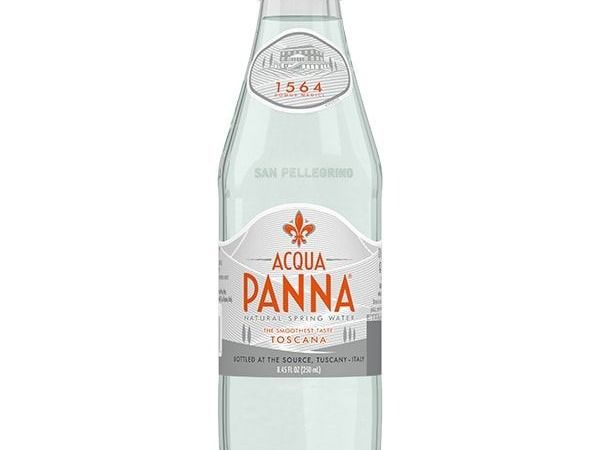 1564
SAN PELLEGRINO
ACQUA
PANNA®
NATURAL SPRING WATER
THE SMOOTHEST TASTE
TOSCANA
BOTTLED AT THE SOURCE, TUSCANY - ITALY
8.45 FL OZ (250 mL)